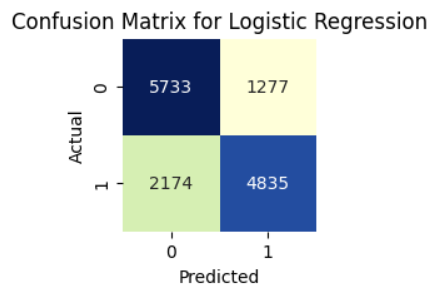 Confusion Matrix for Logistic Regression
Actual
0
5733
1277
1
2174
4835
0
1
Predicted